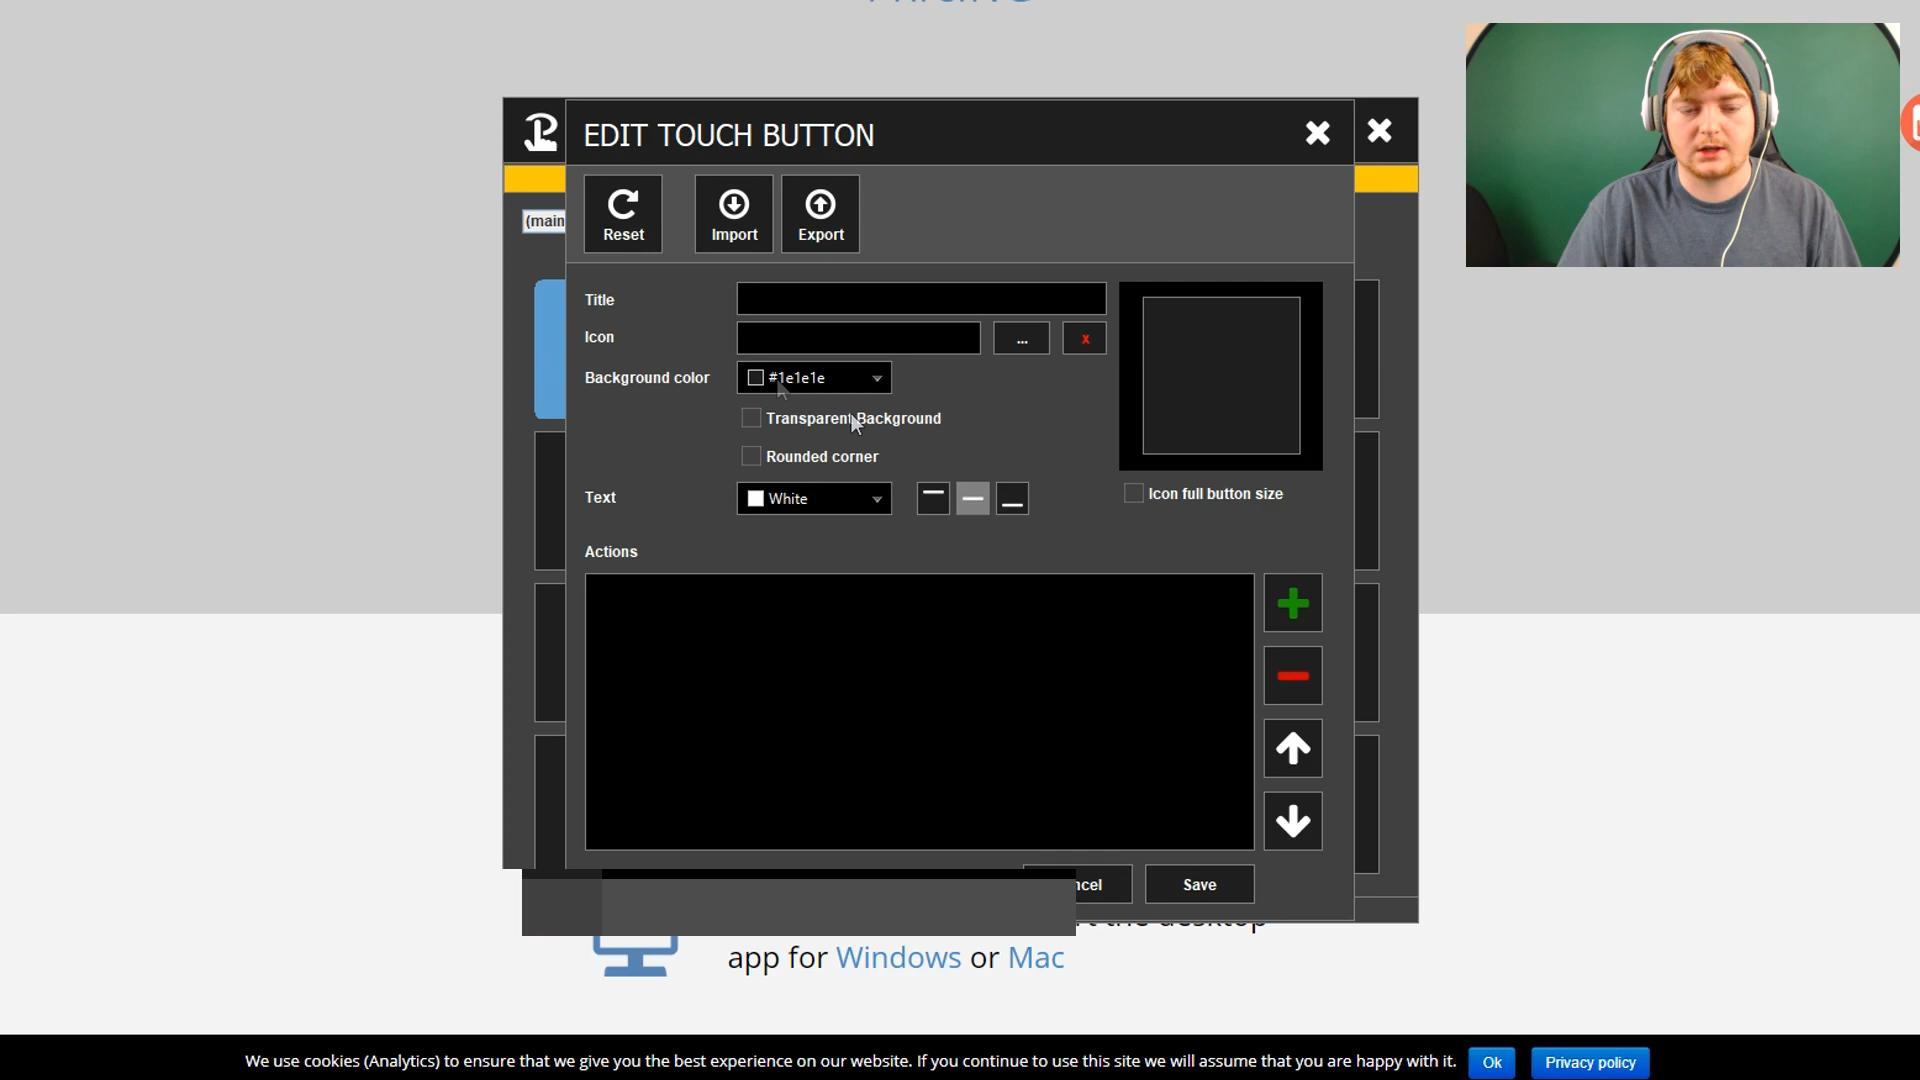 EDIT TOUCH BUTTON
(main
Reset
Import
Export
Title
Icon
...
x
Background color
#1e1e1e
Transparent Background
Rounded corner
Text
White
Icon full button size
Actions
Save
app for Windows or Mac
We use cookies (Analytics) to ensure that we give you the best experience on our website. If you continue to use this site we will assume that you are happy with it.
Ok
Privacy policy